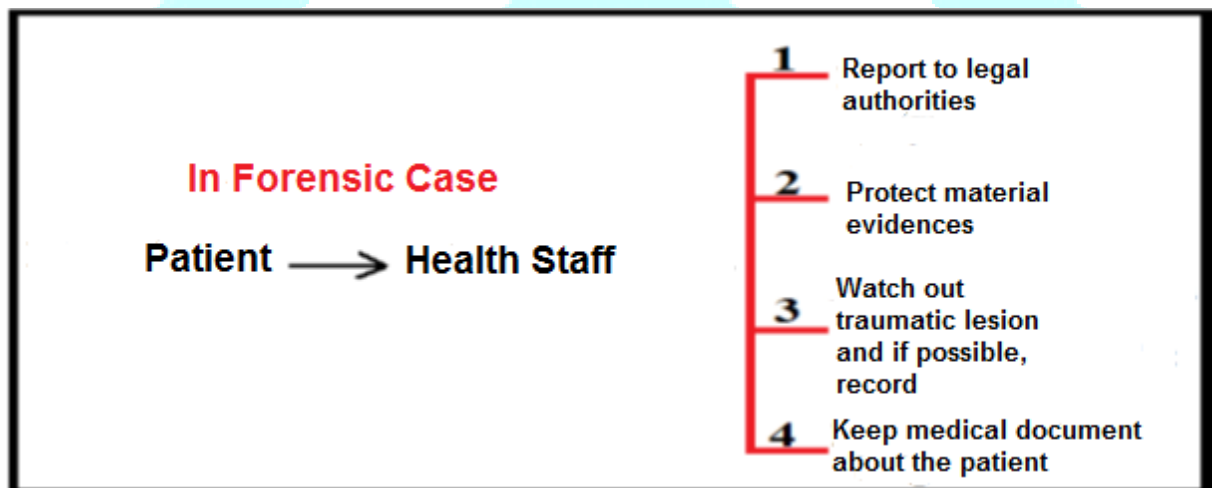 In Forensic Case
Patient → Health Staff
1
Report to legal
authorities
2
Protect material
evidences
3
Watch out
traumatic lesion
and if possible,
record
4
Keep medical document
about the patient